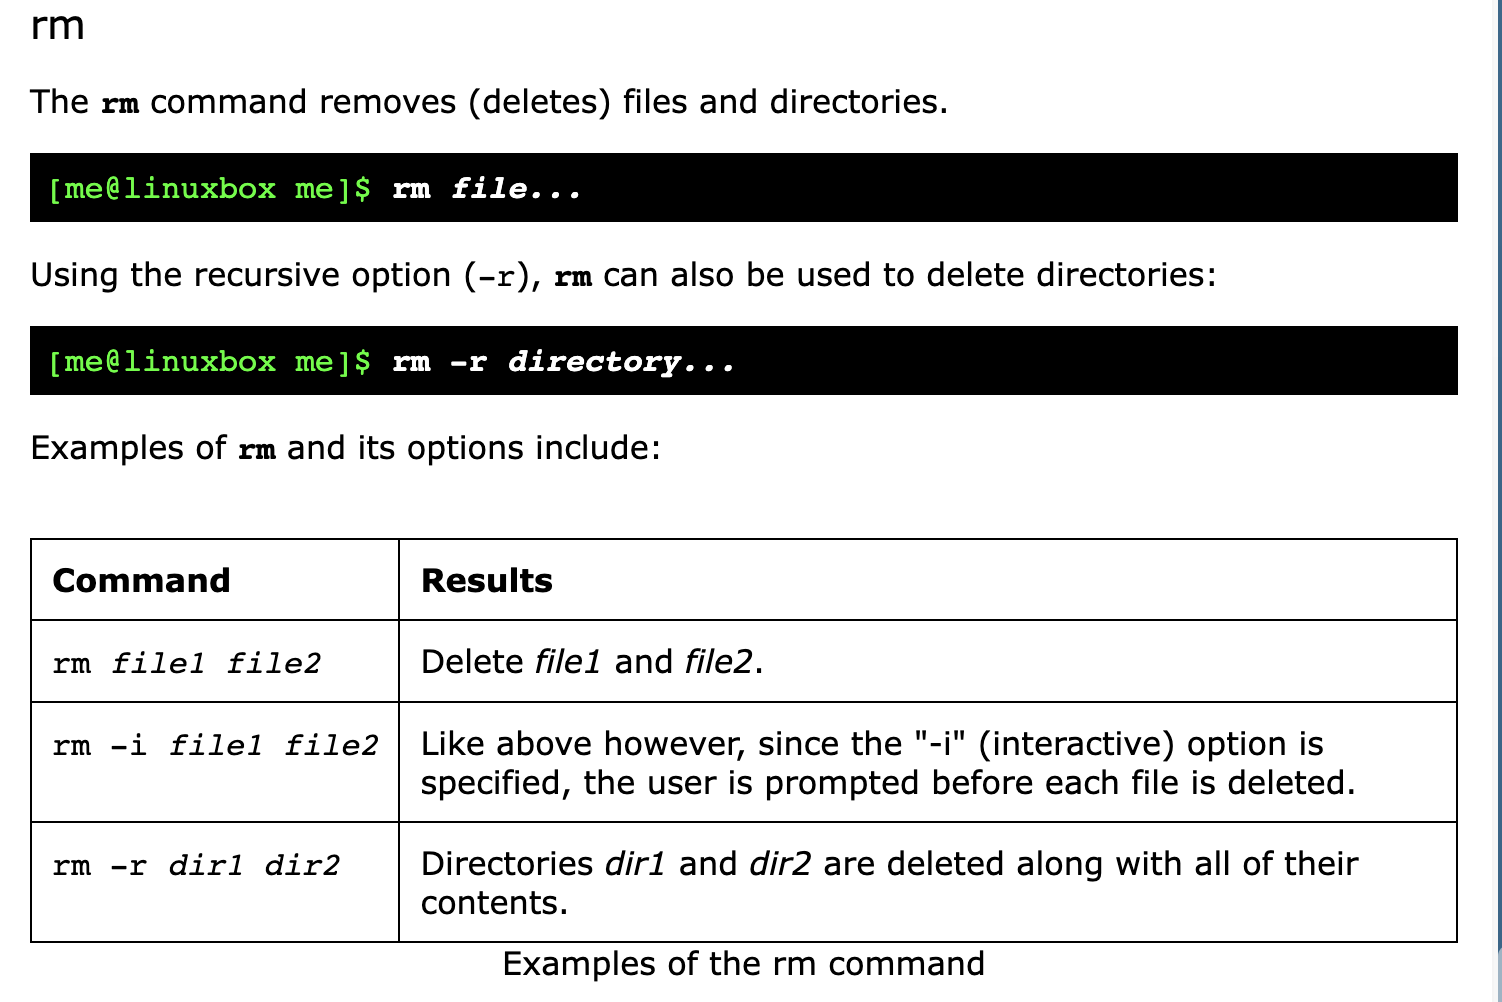 rm
The rm command removes (deletes) files and directories.
[me@linuxbox me]$ rm file...
Using the recursive option (-r), rm can also be used to delete directories:
[me@linuxbox me]$ rm -r directory...
Examples of rm and its options include:
Command Results
rm file1 file2 Delete file1 and file2.
rm -i file1 file2 Like above however, since the "-i" (interactive) option is
specified, the user is prompted before each file is deleted.
rm -r dir1 dir2 Directories dir1 and dir2 are deleted along with all of their
contents.
Examples of the rm command